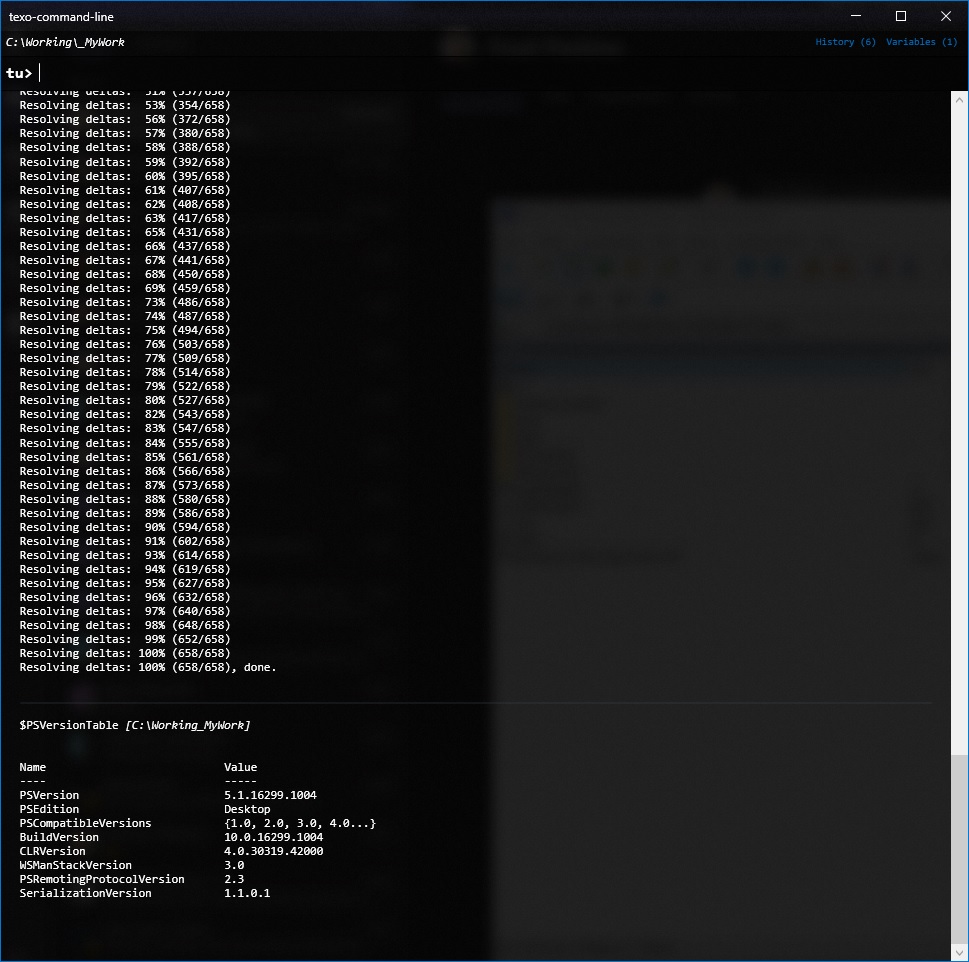 texo-command-line
C:\Working\_MyWork
History (6) Variables (1)
tu>
Resolving deltas:  51% (337/658)
Resolving deltas:  53% (354/658)
Resolving deltas:  56% (372/658)
Resolving deltas:  57% (380/658)
Resolving deltas:  58% (388/658)
Resolving deltas:  59% (392/658)
Resolving deltas:  60% (395/658)
Resolving deltas:  61% (407/658)
Resolving deltas:  62% (408/658)
Resolving deltas:  63% (417/658)
Resolving deltas:  65% (431/658)
Resolving deltas:  66% (437/658)
Resolving deltas:  67% (441/658)
Resolving deltas:  68% (450/658)
Resolving deltas:  69% (459/658)
Resolving deltas:  73% (486/658)
Resolving deltas:  74% (487/658)
Resolving deltas:  75% (494/658)
Resolving deltas:  76% (503/658)
Resolving deltas:  77% (509/658)
Resolving deltas:  78% (514/658)
Resolving deltas:  79% (522/658)
Resolving deltas:  80% (527/658)
Resolving deltas:  82% (543/658)
Resolving deltas:  83% (547/658)
Resolving deltas:  84% (555/658)
Resolving deltas:  85% (561/658)
Resolving deltas:  86% (566/658)
Resolving deltas:  87% (573/658)
Resolving deltas:  88% (580/658)
Resolving deltas:  89% (586/658)
Resolving deltas:  90% (594/658)
Resolving deltas:  91% (602/658)
Resolving deltas:  93% (614/658)
Resolving deltas:  94% (619/658)
Resolving deltas:  95% (627/658)
Resolving deltas:  96% (632/658)
Resolving deltas:  97% (640/658)
Resolving deltas:  98% (648/658)
Resolving deltas:  99% (652/658)
Resolving deltas: 100% (658/658)
Resolving deltas: 100% (658/658), done.
$PSVersionTable [C:\Working_MyWork]
Name Value
---- -----
PSVersion 5.1.16299.1004
PSEdition Desktop
PSCompatibleVersions {1.0, 2.0, 3.0, 4.0...}
BuildVersion 10.0.16299.1004
CLRVersion 4.0.30319.42000
WSManStackVersion 3.0
PSRemotingProtocolVersion 2.3
SerializationVersion 1.1.0.1